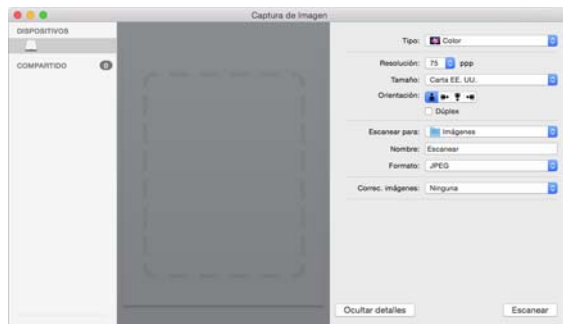 Captura de Imagen
DISPOSITIVOS
COMPARTIDO 0
Tipo: Color
Resolución: 75 ppp
Tamaño: Carta EE. UU.
Orientación:
Dúplex
Escanear para: Imágenes
Nombre: Escanear
Formato: JPEG
Correc. imágenes: Ninguna
Ocultar detalles Escanear